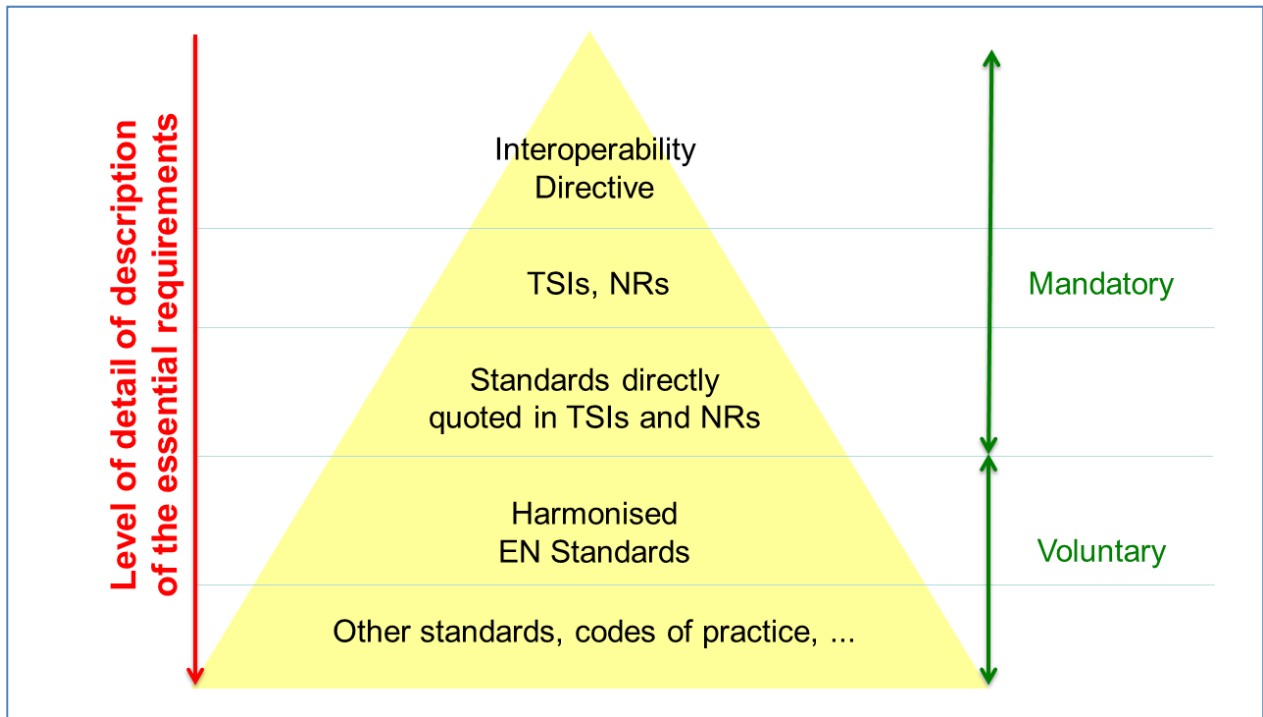 Level of detail of description
of the essential requirements
Interoperability
Directive
TSIs, NRs
Mandatory
Standards directly
quoted in TSIs and NRs
Harmonised
EN Standards
Voluntary
Other standards, codes of practice, ...